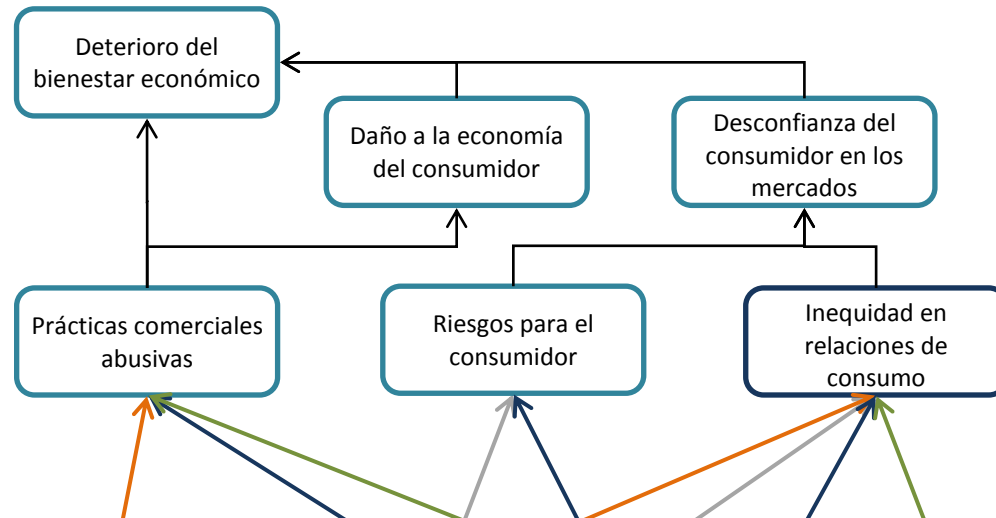 Deterioro del
bienestar económico
Daño a la economía
del consumidor
Desconfianza del
consumidor en los
mercados
Prácticas comerciales
abusivas
Riesgos para el
consumidor
Inequidad en
relaciones de
consumo